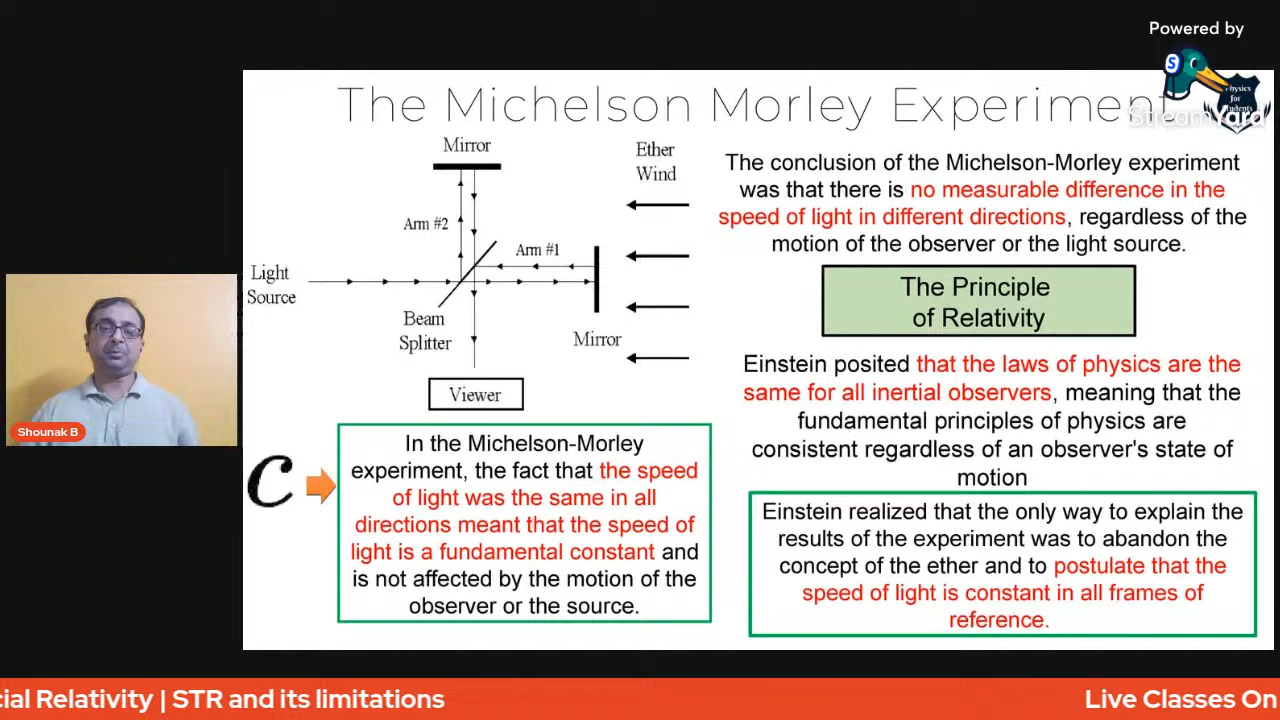 Powered by
StreamYard
Physics
for
Students
The Michelson Morley Experiment
Mirror
Ether
Wind
Arm #2
Arm #1
Light
Source
Beam
Splitter
Mirror
Viewer
The conclusion of the Michelson-Morley experiment
was that there is no measurable difference in the
speed of light in different directions, regardless of the
motion of the observer or the light source.
The Principle
of Relativity
Einstein posited that the laws of physics are the
same for all inertial observers, meaning that the
fundamental principles of physics are
consistent regardless of an observer's state of
motion
Shounak B
c
In the Michelson-Morley
experiment, the fact that the speed
of light was the same in all
directions meant that the speed of
light is a fundamental constant and
is not affected by the motion of the
observer or the source.
Einstein realized that the only way to explain the
results of the experiment was to abandon the
concept of the ether and to postulate that the
speed of light is constant in all frames of
reference.
cial Relativity | STR and its limitations
Live Classes On